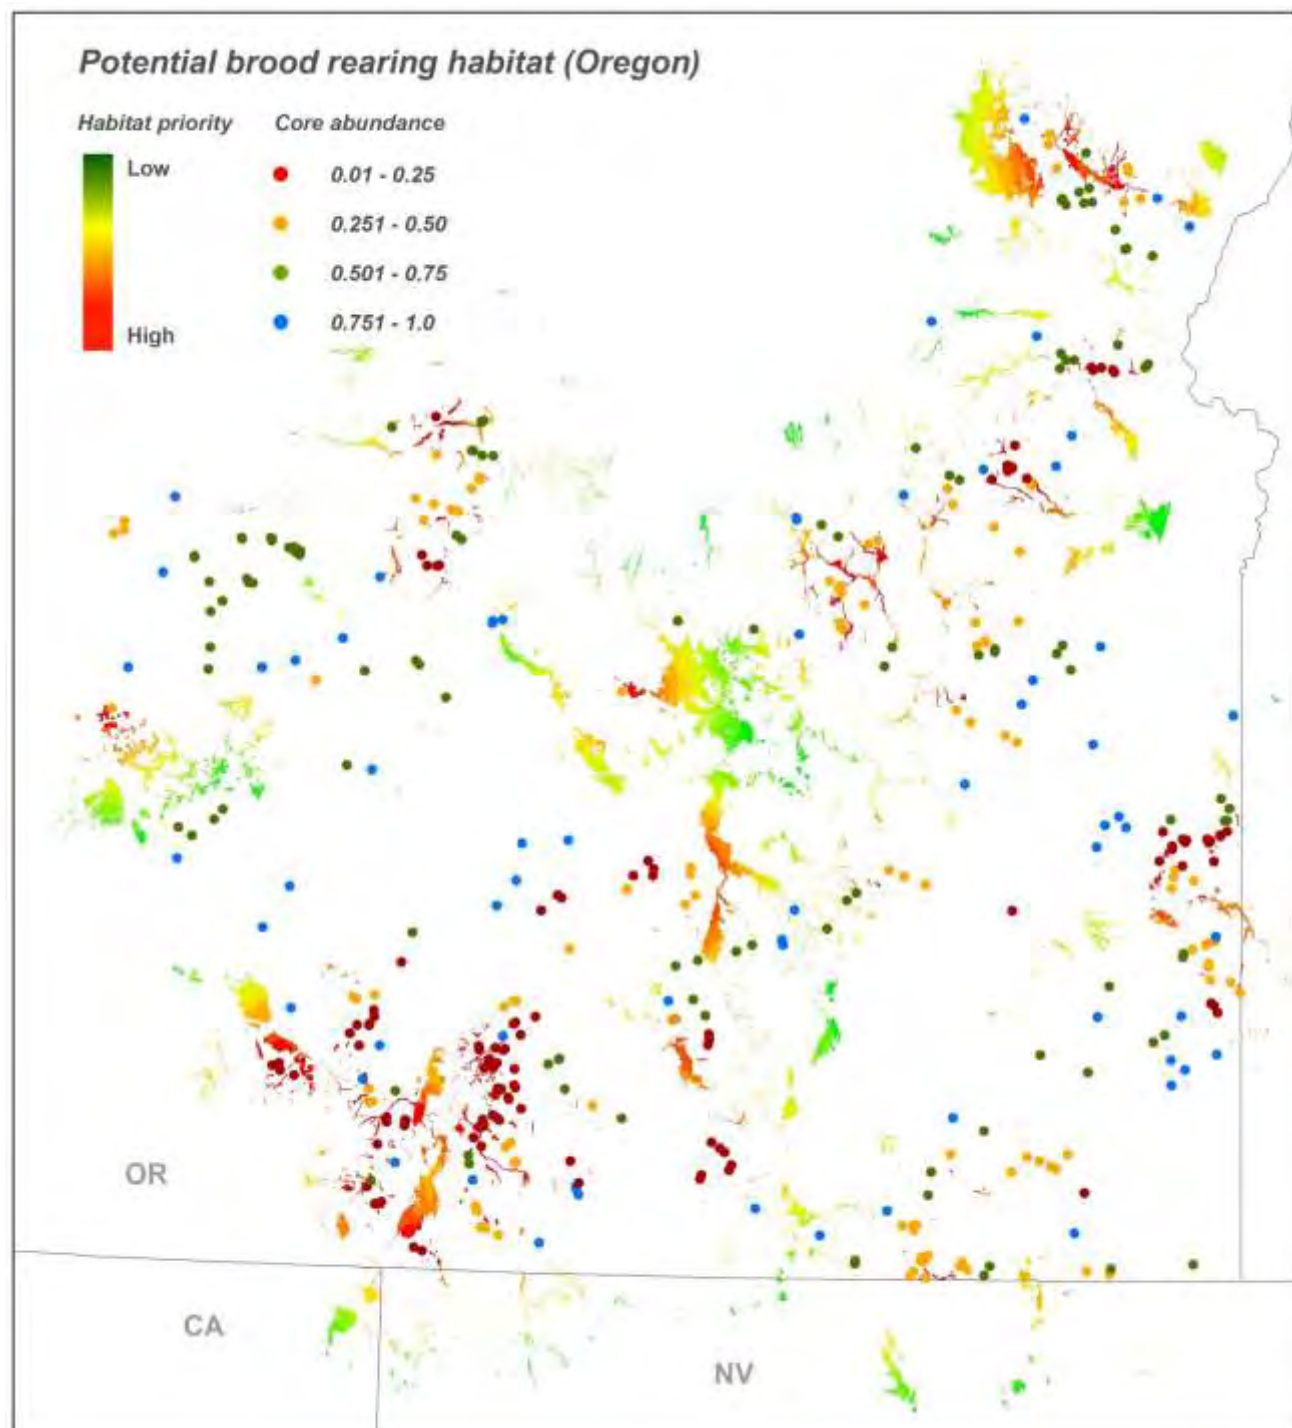 Potential brood rearing habitat (Oregon)
Habitat priority
Core abundance
Low
High
0.01 - 0.25
0.251 - 0.50
0.501 - 0.75
0.751 - 1.0
OR
CA
NV